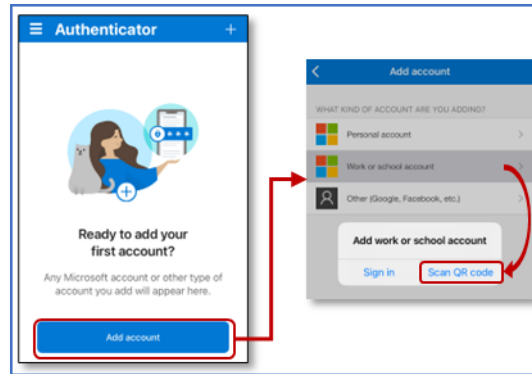 Authenticator
Ready to add your
first account?
Any Microsoft account or other type of
account you add will appear here.
Add account
Add account
WHAT KIND OF ACCOUNT ARE YOU ADDING?
Personal account
Work or school account
Other (Google, Facebook, etc.)
Add work or school account
Sign in Scan QR code